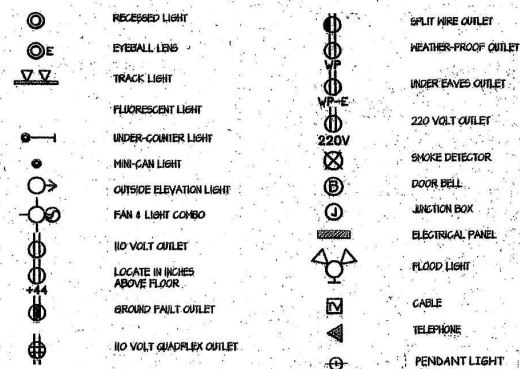 RECESSED LIGHT
E
EYEBALL LENS
TRACK LIGHT
FLUORESCENT LIGHT
UNDER-COUNTER LIGHT
MINI-CAN LIGHT
OUTSIDE ELEVATION LIGHT
FAN & LIGHT COMBO
110 VOLT OUTLET
LOCATE IN INCHES
ABOVE FLOOR
+44
GROUND FAULT OUTLET
110 VOLT QUADFLEX OUTLET
SPLIT WIRE OUTLET
WEATHER-PROOF OUTLET
WP
UNDER EAVES OUTLET
WP-E
220 VOLT OUTLET
220V
SMOKE DETECTOR
B
DOOR BELL
J
JUNCTION BOX
ELECTRICAL PANEL
FLOOD LIGHT
TV
CABLE
TELEPHONE
PENDANT LIGHT